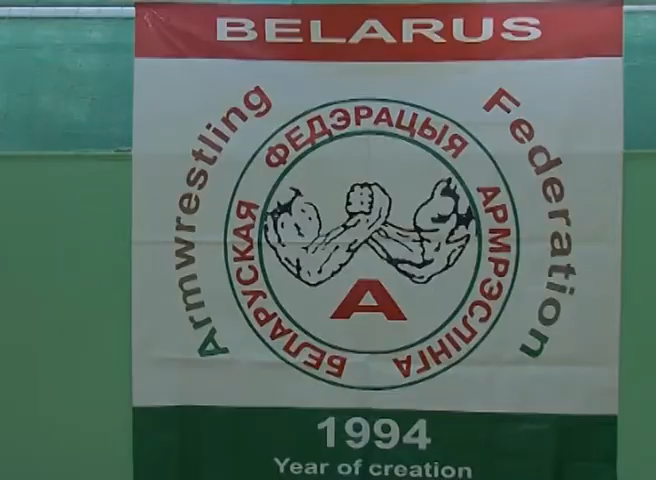 BELARUS
Armwrestling Federation
БЕЛАРУСКАЯ ФЕДЭРАЦЫЯ АРМРЭСЛІНГА
А
1994
Year of creation